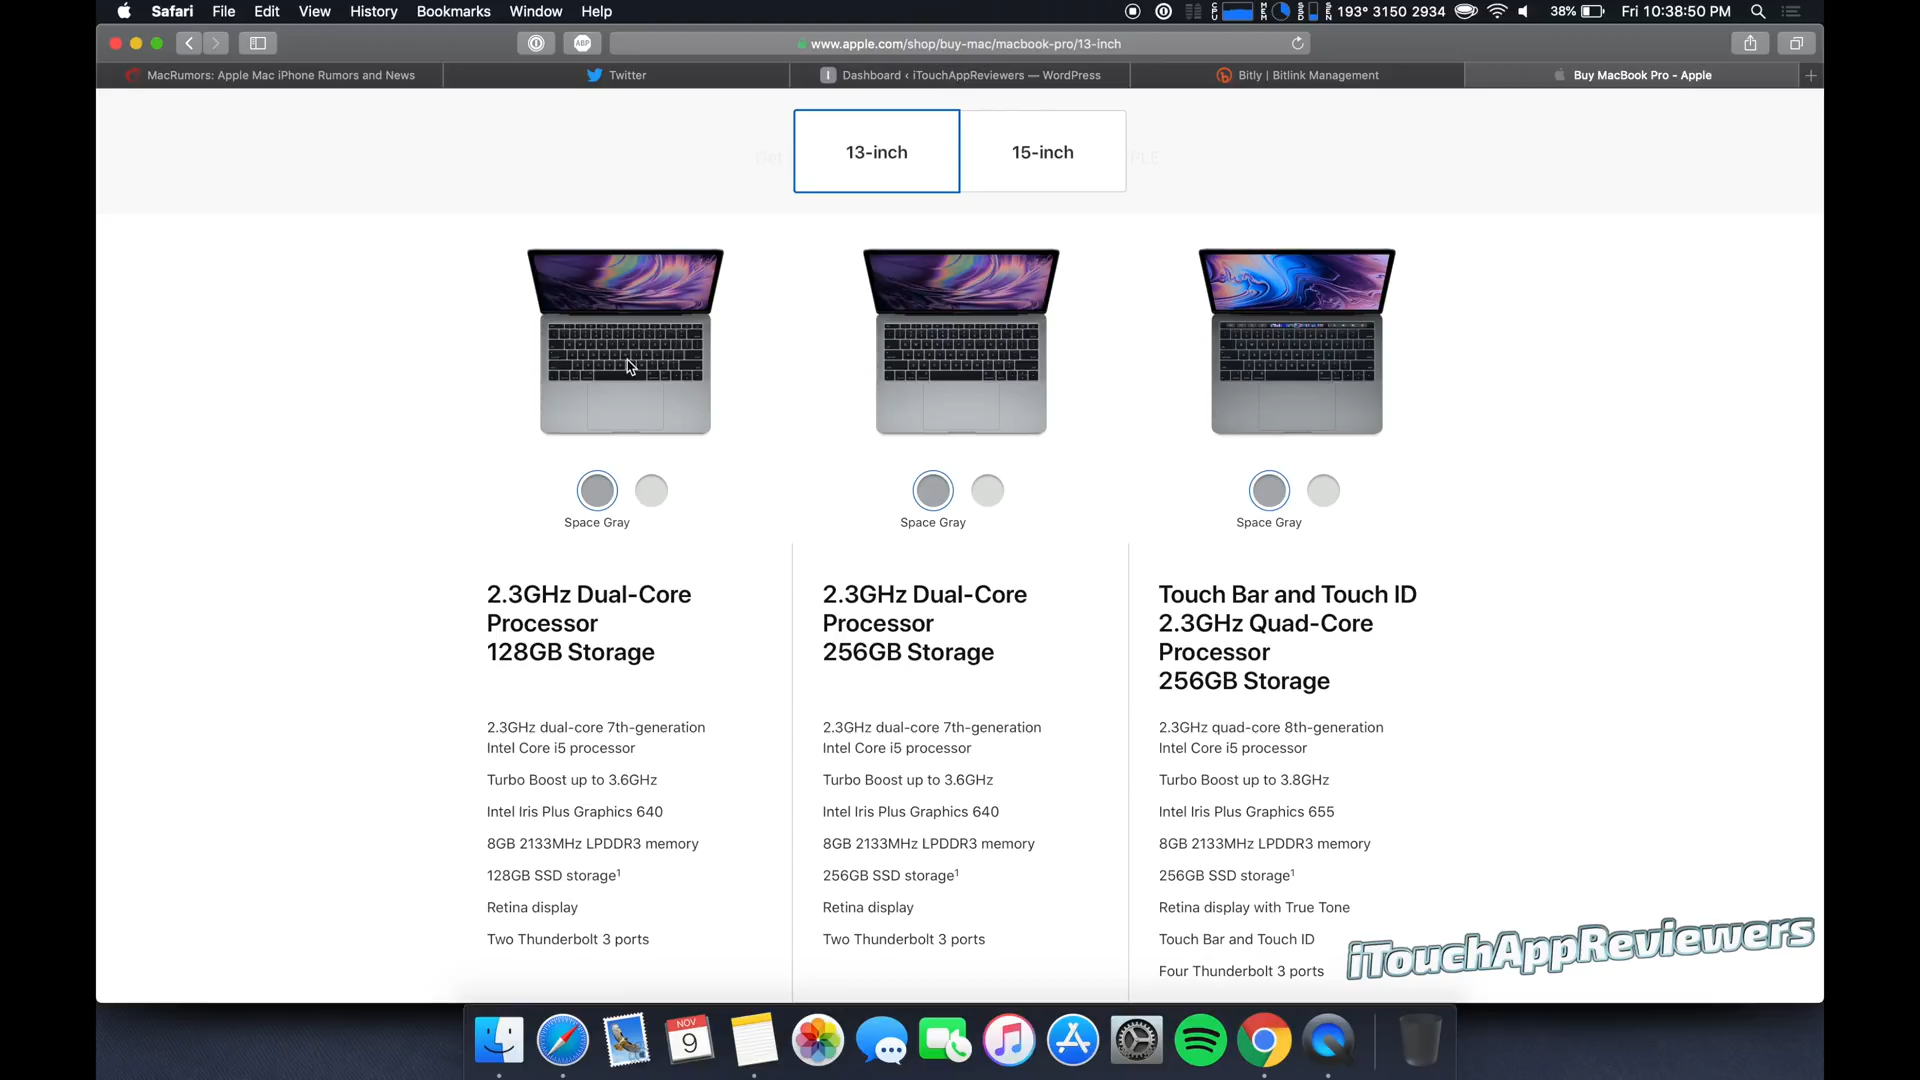 Safari File Edit View History Bookmarks Window Help
193° 3150 2934 38% Fri 10:38:50 PM
www.apple.com/shop/buy-mac/macbook-pro/13-inch
MacRumors: Apple Mac iPhone Rumors and News Twitter Dashboard ‹ iTouchAppReviewers — WordPress Bitly | Bitlink Management Buy MacBook Pro - Apple
13-inch 15-inch
Space Gray Space Gray Space Gray
2.3GHz Dual-Core
Processor
128GB Storage
2.3GHz dual-core 7th-generation
Intel Core i5 processor
Turbo Boost up to 3.6GHz
Intel Iris Plus Graphics 640
8GB 2133MHz LPDDR3 memory
128GB SSD storage¹
Retina display
Two Thunderbolt 3 ports
2.3GHz Dual-Core
Processor
256GB Storage
2.3GHz dual-core 7th-generation
Intel Core i5 processor
Turbo Boost up to 3.6GHz
Intel Iris Plus Graphics 640
8GB 2133MHz LPDDR3 memory
256GB SSD storage¹
Retina display
Two Thunderbolt 3 ports
Touch Bar and Touch ID
2.3GHz Quad-Core
Processor
256GB Storage
2.3GHz quad-core 8th-generation
Intel Core i5 processor
Turbo Boost up to 3.8GHz
Intel Iris Plus Graphics 655
8GB 2133MHz LPDDR3 memory
256GB SSD storage¹
Retina display with True Tone
Touch Bar and Touch ID
Four Thunderbolt 3 ports
iTouchAppReviewers
NOV
9